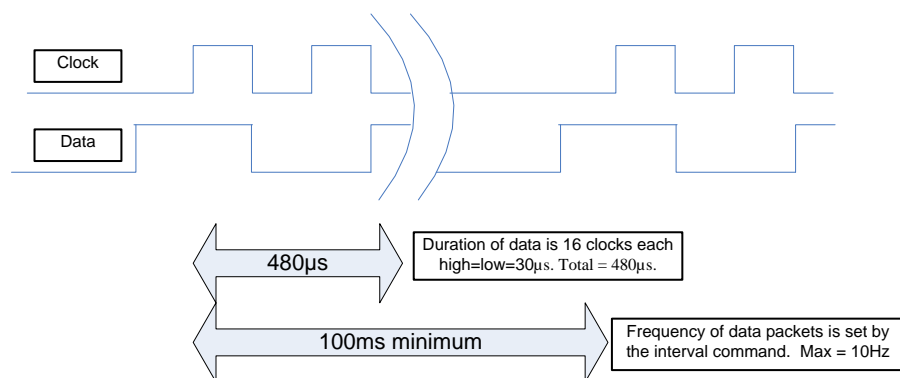 Clock
Data
480µs
Duration of data is 16 clocks each
high=low=30µs. Total = 480µs.
100ms minimum
Frequency of data packets is set by
the interval command. Max = 10Hz